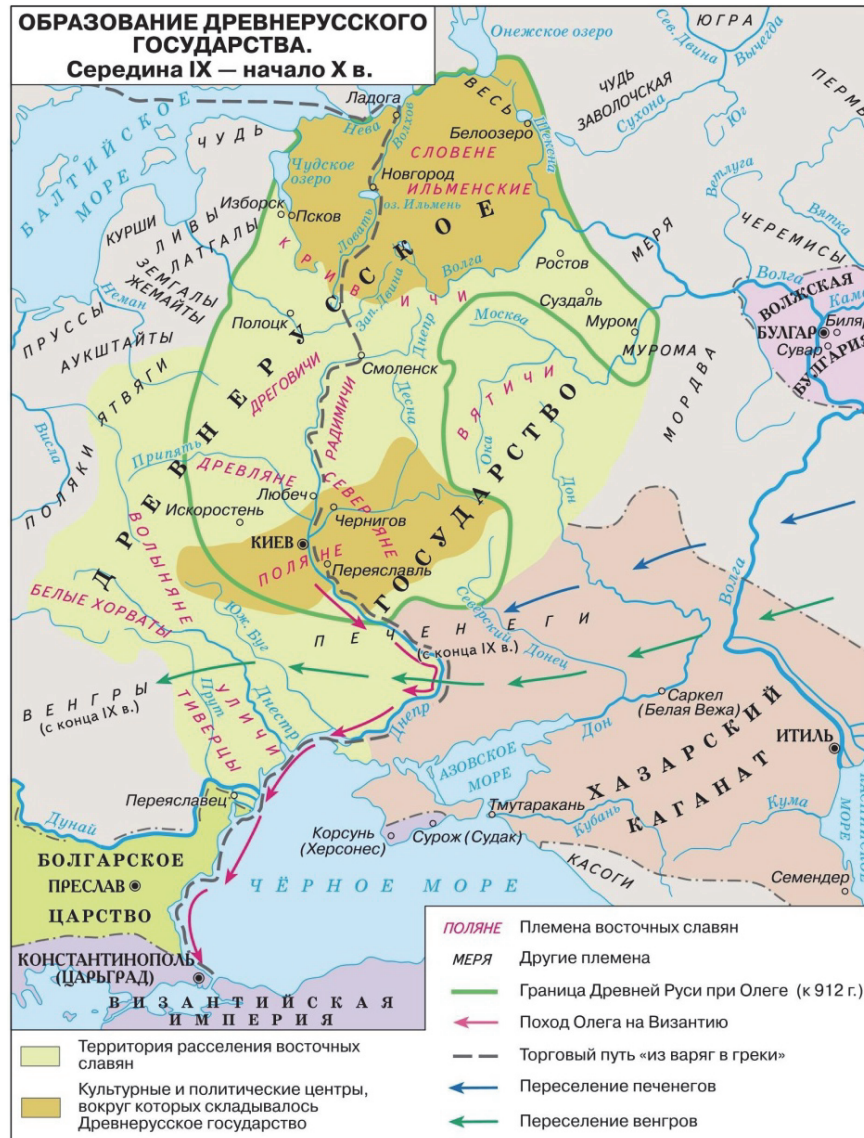 ОБРАЗОВАНИЕ ДРЕВНЕРУССКОГО
ГОСУДАРСТВА.
Середина IX — начало X в.
Онежское озеро
ЮГРА
Сев. Двина
Вычегда
ЧУДЬ
ЗАВОЛОЧСКАЯ
Сухона
Юг
ПЕРМЬ
Ладога
ВЕСЬ
Нева
Волхов
Белоозеро
Шексна
БАЛТИЙСКОЕ
МОРЕ
ЧУДЬ
Чудское
озеро
СЛОВЕНЕ
Новгород
ИЛЬМЕНСКИЕ
оз. Ильмень
Ветлуга
Вятка
Изборск
Псков
Ловать
КУРШИ
ЛИВЫ
ЛАТГАЛЫ
ЗЕМГАЛЫ
ЖЕМАЙТЫ
КРИВИЧИ
Волга
МЕРЯ
ЧЕРЕМИСЫ
Ростов
Суздаль
Волга
ВОЛЖСКАЯ
Кама
Неман
Полоцк
Зап. Двина
Днепр
Москва
Муром
МУРОМА
БУЛГАР
Биляр
Сувар
БУЛГАРИЯ
ПРУССЫ
АУКШТАЙТЫ
Смоленск
ЯТВЯГИ
ДРЕГОВИЧИ
РАДИМИЧИ
Десна
ВЯТИЧИ
МОРДВА
ДРЕВНЕРУССКОЕ
ГОСУДАРСТВО
Висла
ПОЛЯКИ
Припять
ДРЕВЛЯНЕ
Ока
Дон
Любеч
СЕВЕРЯНЕ
Искоростень
Чернигов
ВОЛЫНЯНЕ
КИЕВ
ПОЛЯНЕ
Переяславль
Волга
БЕЛЫЕ ХОРВАТЫ
Юж. Буг
ПЕЧЕНЕГИ
(с конца IX в.)
Северский
Донец
ВЕНГРЫ
(с конца IX в.)
Прут
УЛИЧИ
ТИВЕРЦЫ
Днестр
Днепр
Саркел
(Белая Вежа)
Дон
ХАЗАРСКИЙ
КАГАНАТ
ИТИЛЬ
АЗОВСКОЕ
МОРЕ
Переяславец
Дунай
Тмутаракань
Кубань
Кума
МОРЕ
Корсунь
(Херсонес)
Сурож (Судак)
КАСОГИ
Семендер
БОЛГАРСКОЕ
ПРЕСЛАВ
ЦАРСТВО
ЧЁРНОЕ МОРЕ
КОНСТАНТИНОПОЛЬ
(ЦАРЬГРАД)
ВИЗАНТИЙСКАЯ
ИМПЕРИЯ
ПОЛЯНЕ Племена восточных славян
МЕРЯ Другие племена
Граница Древней Руси при Олеге (к 912 г.)
Поход Олега на Византию
Торговый путь «из варяг в греки»
Переселение печенегов
Переселение венгров
Территория расселения восточных
славян
Культурные и политические центры,
вокруг которых складывалось
Древнерусское государство